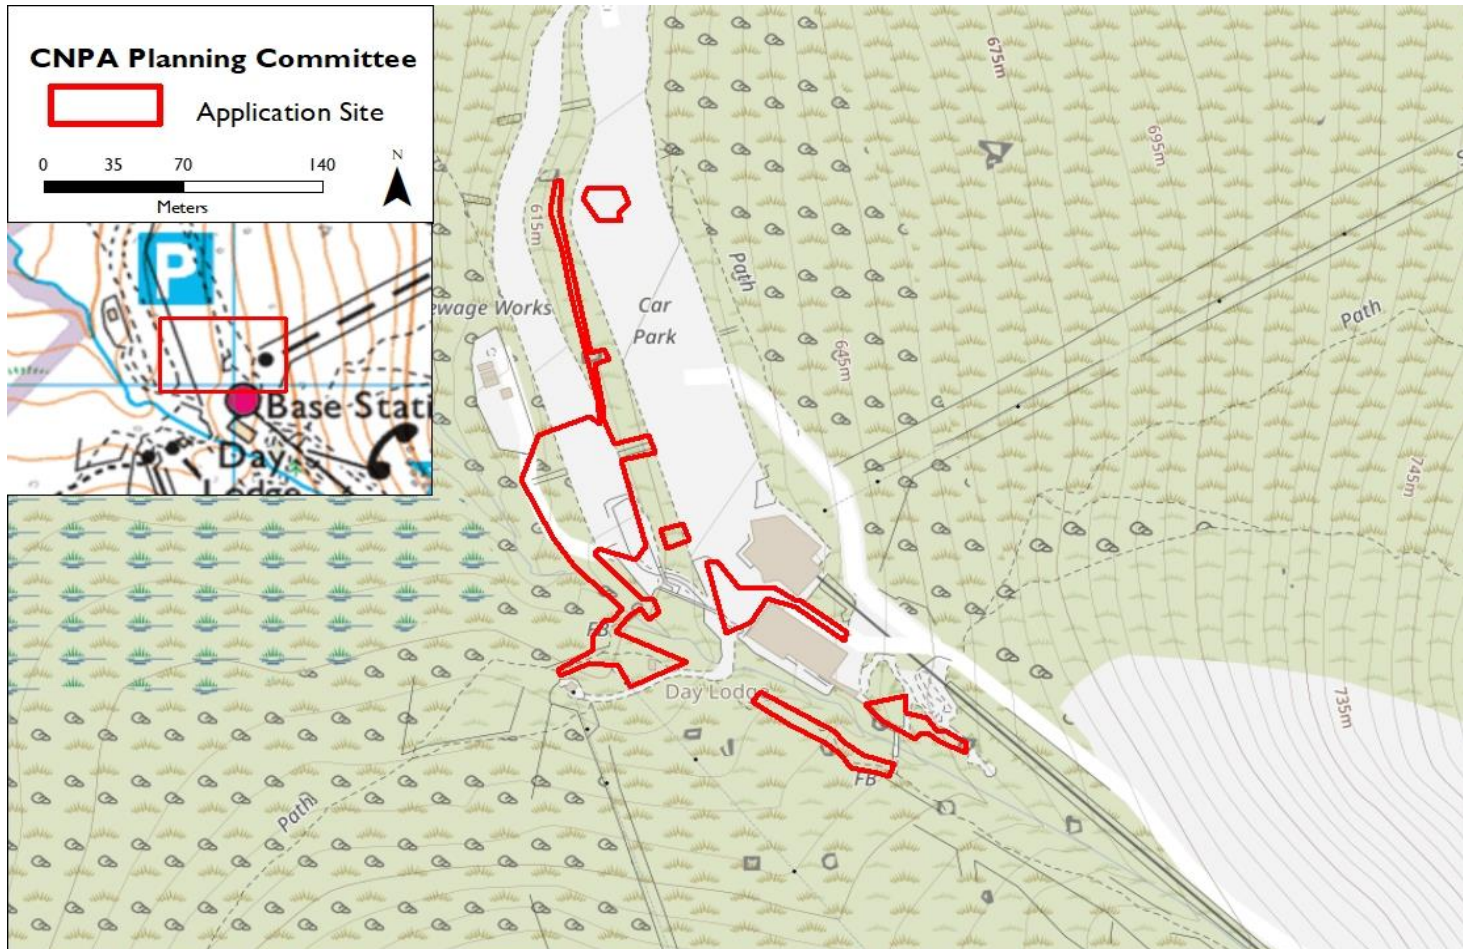 CNPA Planning Committee
Application Site
0 35 70 140
Meters
N
P
Base Stati
Day
Lodge
675m
695m
615m
Path
ewage Works
Car
Park
Path
645m
745m
FB
Day Lodge
735m
FB
Path